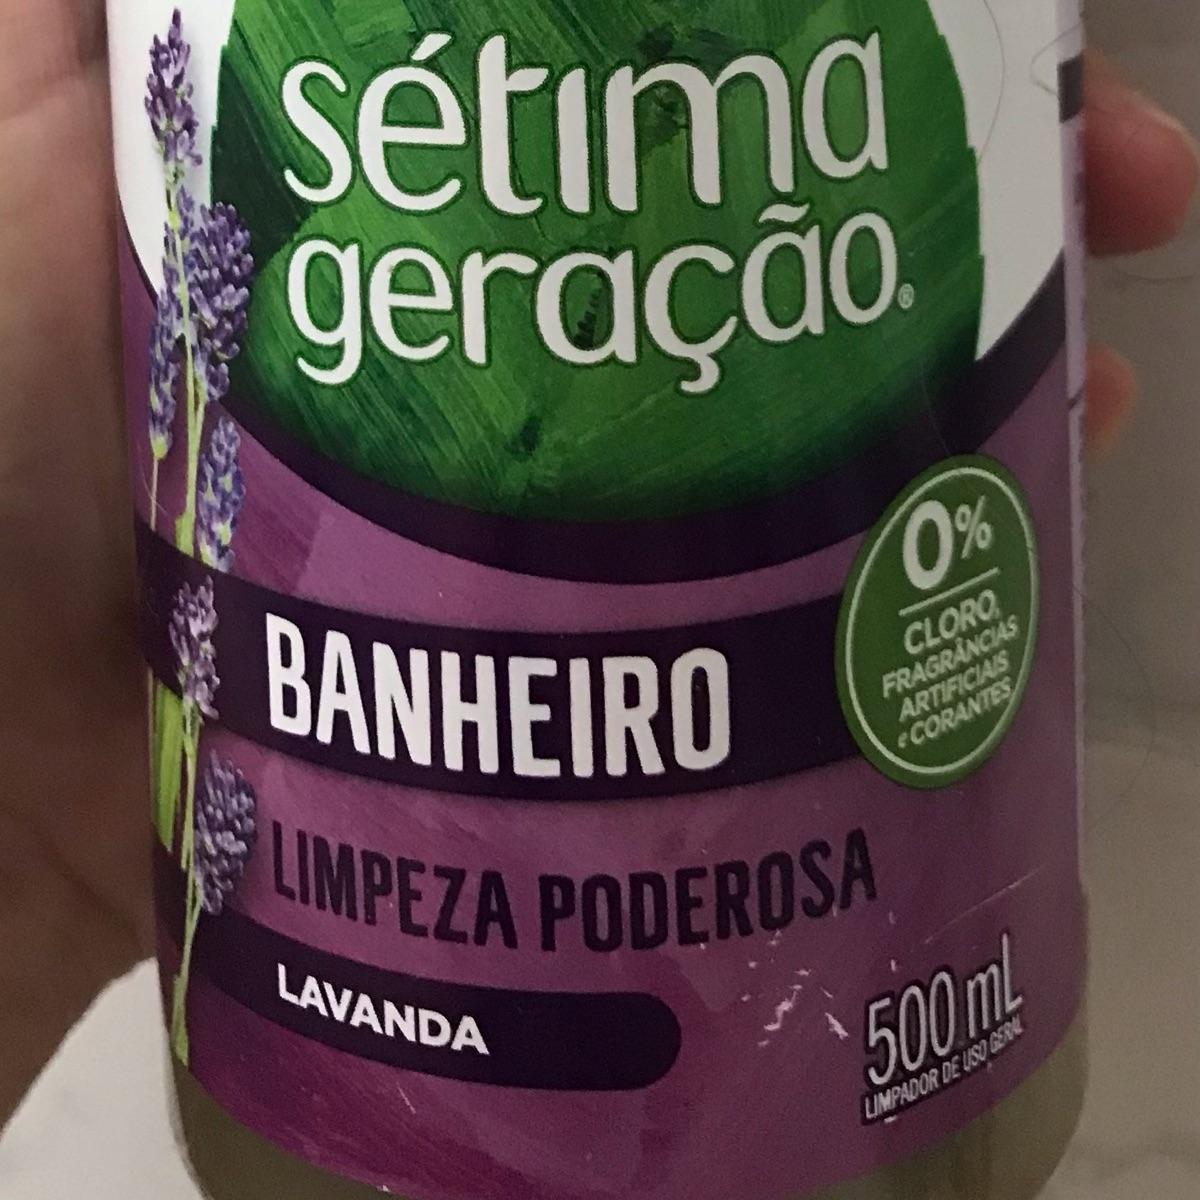 sétima
geração®
0%
CLORO,
FRAGRÂNCIAS
ARTIFICIAIS
e CORANTES
BANHEIRO
LIMPEZA PODEROSA
LAVANDA
500 mL
LIMPADOR DE USO GERAL